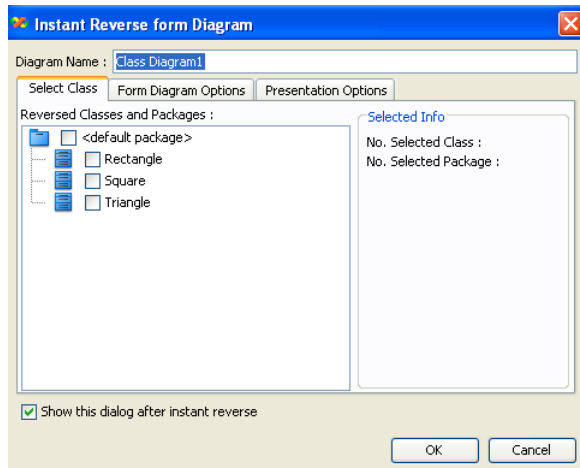 Instant Reverse form Diagram
Diagram Name : Class Diagram1
Select Class Form Diagram Options Presentation Options
Reversed Classes and Packages :
<default package>
Rectangle
Square
Triangle
Selected Info
No. Selected Class :
No. Selected Package :
Show this dialog after instant reverse
OK Cancel